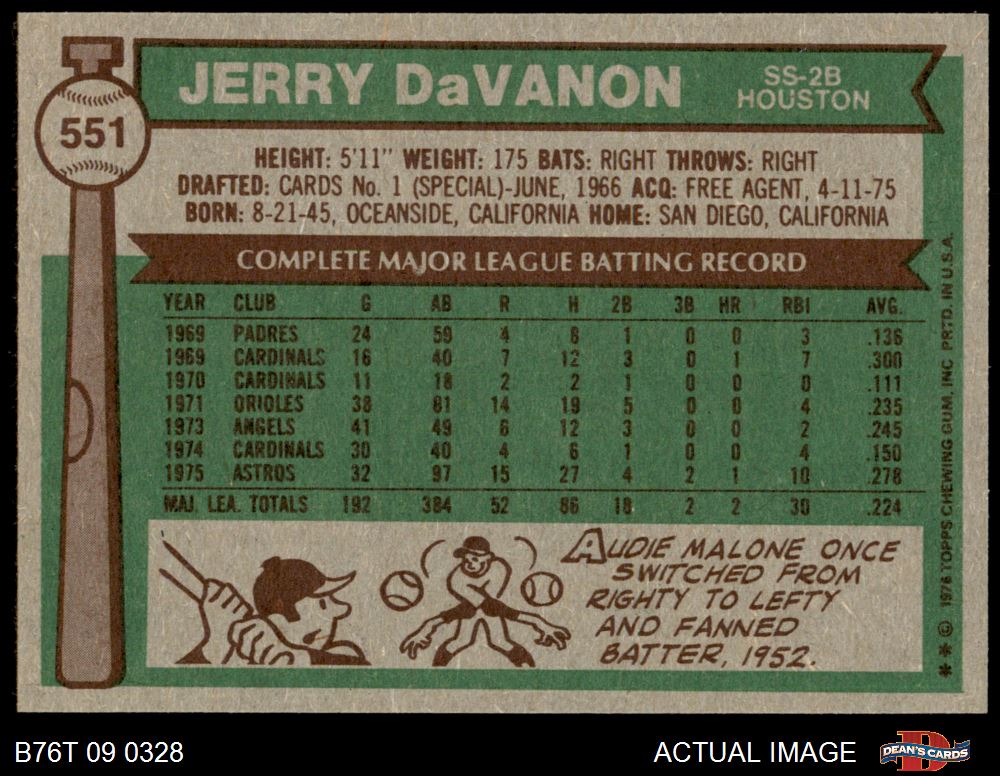 551
JERRY DaVANON
SS-2B
HOUSTON
HEIGHT: 5'11" WEIGHT: 175 BATS: RIGHT THROWS: RIGHT
DRAFTED: CARDS No. 1 (SPECIAL)-JUNE, 1966 ACQ: FREE AGENT, 4-11-75
BORN: 8-21-45, OCEANSIDE, CALIFORNIA HOME: SAN DIEGO, CALIFORNIA
COMPLETE MAJOR LEAGUE BATTING RECORD
YEAR CLUB G AB R H 2B 3B HR RBI AVG.
1969 PADRES 24 59 4 8 1 0 0 3 .136
1969 CARDINALS 16 40 7 12 3 0 1 7 .300
1970 CARDINALS 11 18 2 2 1 0 0 0 .111
1971 ORIOLES 38 81 14 19 5 0 0 4 .235
1973 ANGELS 41 49 6 12 3 0 0 2 .245
1974 CARDINALS 30 40 4 6 1 0 0 4 .150
1975 ASTROS 32 97 15 27 4 2 1 10 .278
MAJ. LEA. TOTALS 192 384 52 86 18 2 2 30 .224
AUDIE MALONE ONCE
SWITCHED FROM
RIGHTY TO LEFTY
AND FANNED
BATTER, 1952.
** © 1976 TOPPS CHEWING GUM, INC. PRTD. IN U.S.A.
B76T 09 0328
ACTUAL IMAGE
DEAN'S CARDS